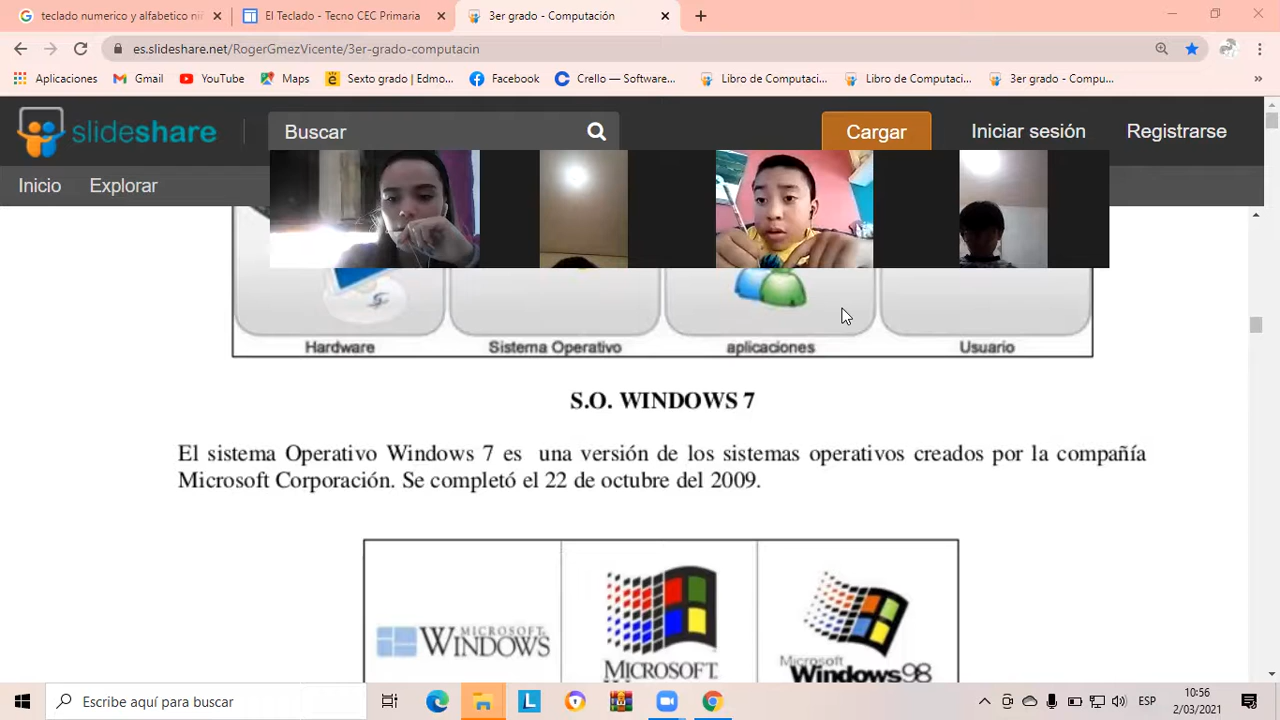 teclado numerico y alfabetico ni
El Teclado - Tecno CEC Primaria
3er grado - Computación
es.slideshare.net/RogerGmezVicente/3er-grado-computacin
Aplicaciones
Gmail
YouTube
Maps
Sexto grado | Edmo...
Facebook
Crello — Software...
Libro de Computaci...
Libro de Computaci...
3er grado - Compu...
slideshare
Buscar
Cargar
Iniciar sesión
Registrarse
Inicio
Explorar
Hardware
Sistema Operativo
aplicaciones
Usuario
S.O. WINDOWS 7
El sistema Operativo Windows 7 es una versión de los sistemas operativos creados por la compañía
Microsoft Corporación. Se completó el 22 de octubre del 2009.
MICROSOFT.
WINDOWS
MICROSOFT.
Microsoft
Windows 98
Escribe aquí para buscar
ESP
10:56
2/03/2021